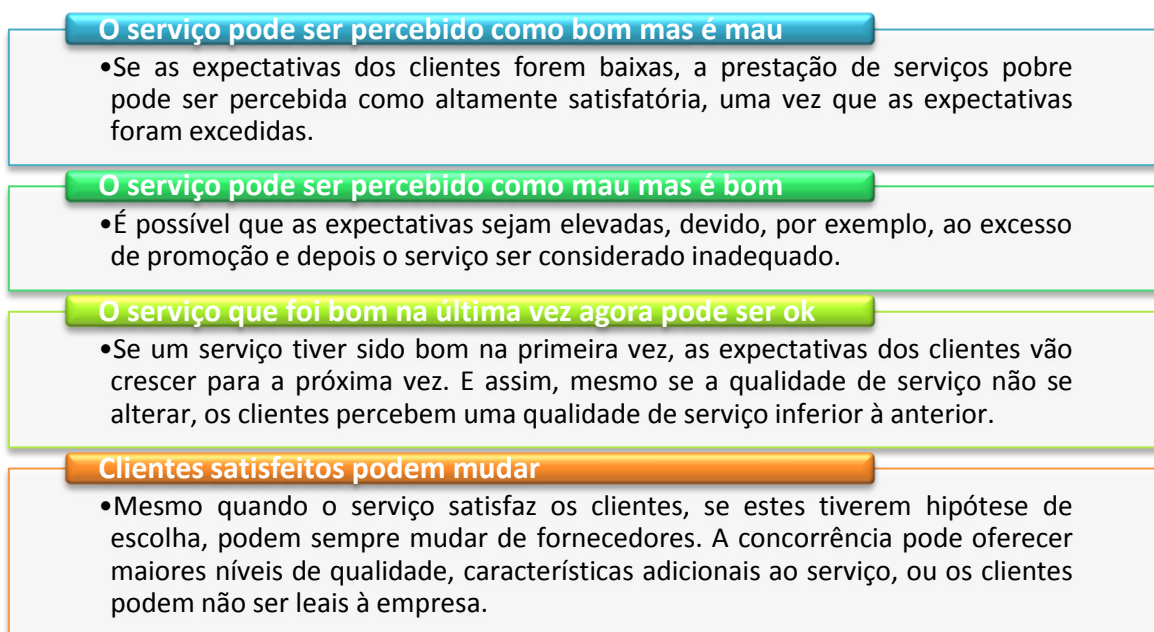 O serviço pode ser percebido como bom mas é mau
•Se as expectativas dos clientes forem baixas, a prestação de serviços pobre
pode ser percebida como altamente satisfatória, uma vez que as expectativas
foram excedidas.
O serviço pode ser percebido como mau mas é bom
•É possível que as expectativas sejam elevadas, devido, por exemplo, ao excesso
de promoção e depois o serviço ser considerado inadequado.
O serviço que foi bom na última vez agora pode ser ok
•Se um serviço tiver sido bom na primeira vez, as expectativas dos clientes vão
crescer para a próxima vez. E assim, mesmo se a qualidade de serviço não se
alterar, os clientes percebem uma qualidade de serviço inferior à anterior.
Clientes satisfeitos podem mudar
•Mesmo quando o serviço satisfaz os clientes, se estes tiverem hipótese de
escolha, podem sempre mudar de fornecedores. A concorrência pode oferecer
maiores níveis de qualidade, características adicionais ao serviço, ou os clientes
podem não ser leais à empresa.